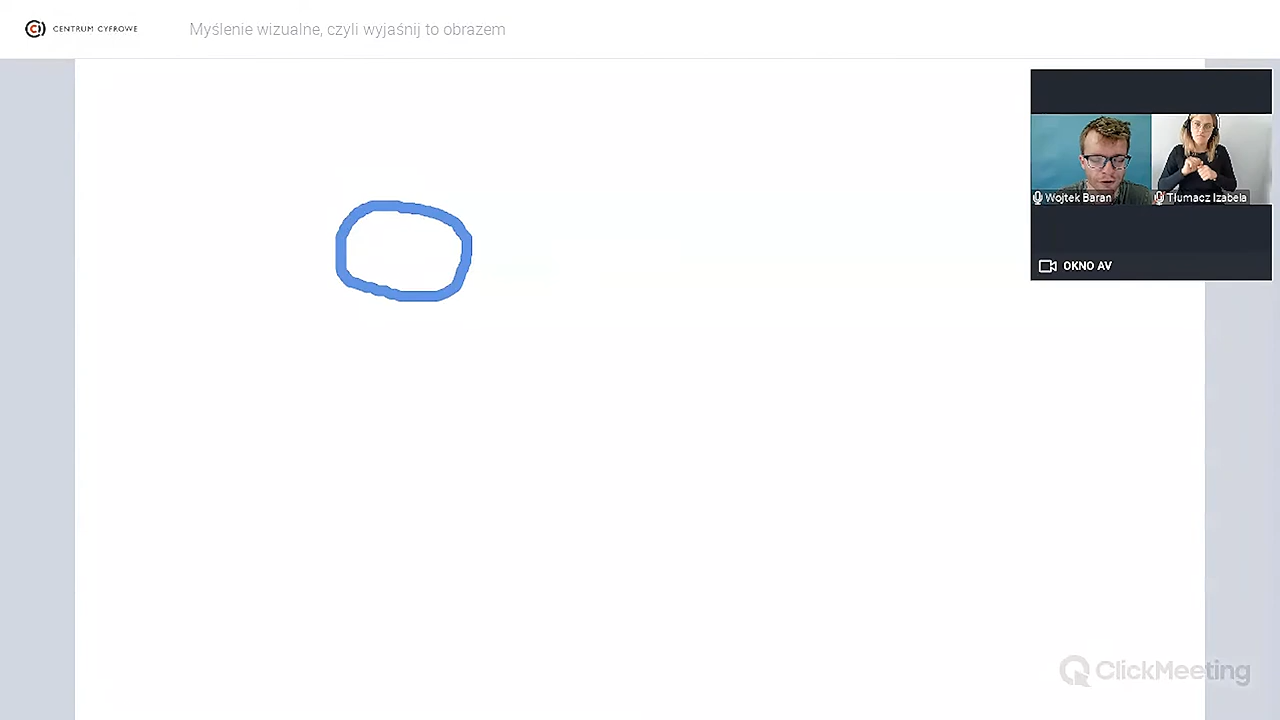 CENTRUM CYFROWE
Myślenie wizualne, czyli wyjaśnij to obrazem
Wojtek Baran
Tłumacz Izabela
OKNO AV
ClickMeeting